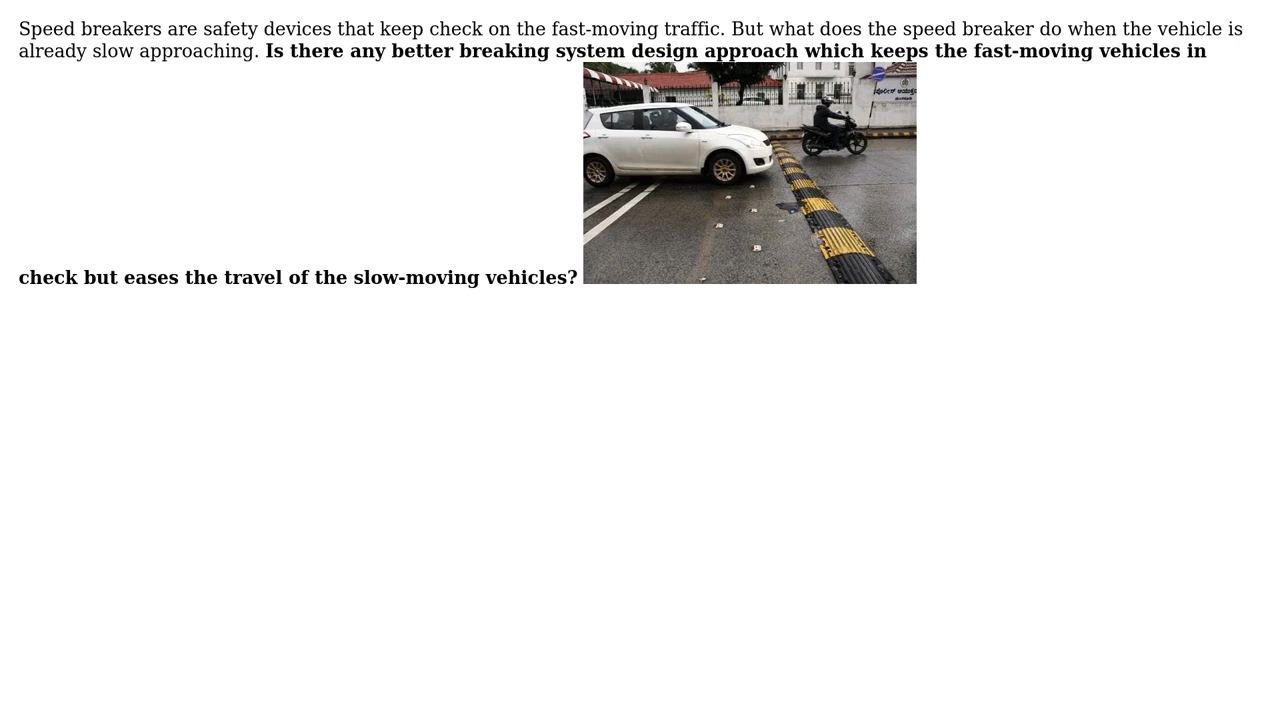 Speed breakers are safety devices that keep check on the fast-moving traffic. But what does the speed breaker do when the vehicle is
already slow approaching. Is there any better breaking system design approach which keeps the fast-moving vehicles in
check but eases the travel of the slow-moving vehicles?